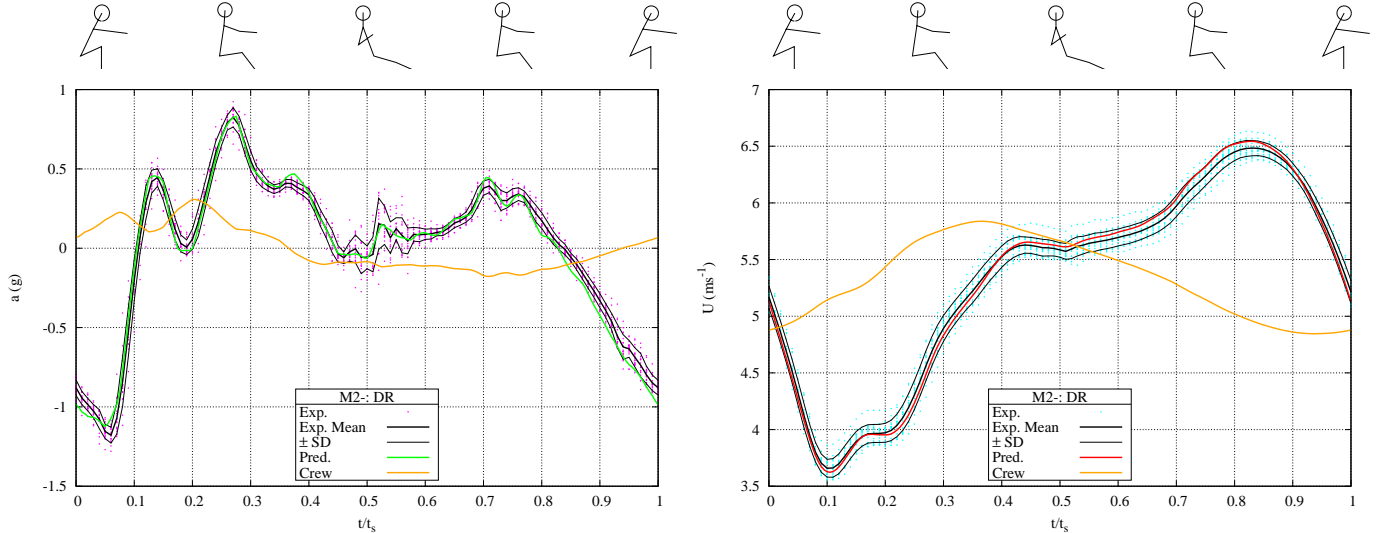 1
0.5
0
-0.5
-1
-1.5
a (g)
0 0.1 0.2 0.3 0.4 0.5 0.6 0.7 0.8 0.9 1
t/ts
M2-: DR
Exp.
Exp. Mean
± SD
Pred.
Crew
7
6.5
6
5.5
5
4.5
4
3.5
U (ms-1)
0 0.1 0.2 0.3 0.4 0.5 0.6 0.7 0.8 0.9 1
t/ts
M2-: DR
Exp.
Exp. Mean
± SD
Pred.
Crew